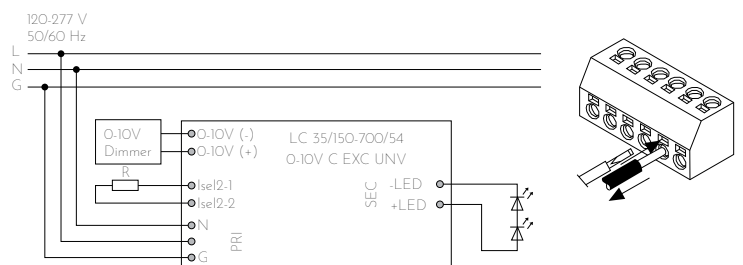 120-277 V
50/60 Hz
L
N
G
0-10V
Dimmer
0-10V (-)
0-10V (+)
LC 35/150-700/54
0-10V C EXC UNV
R
Isel2-1
Isel2-2
N
G
PRI
SEC
-LED
+LED